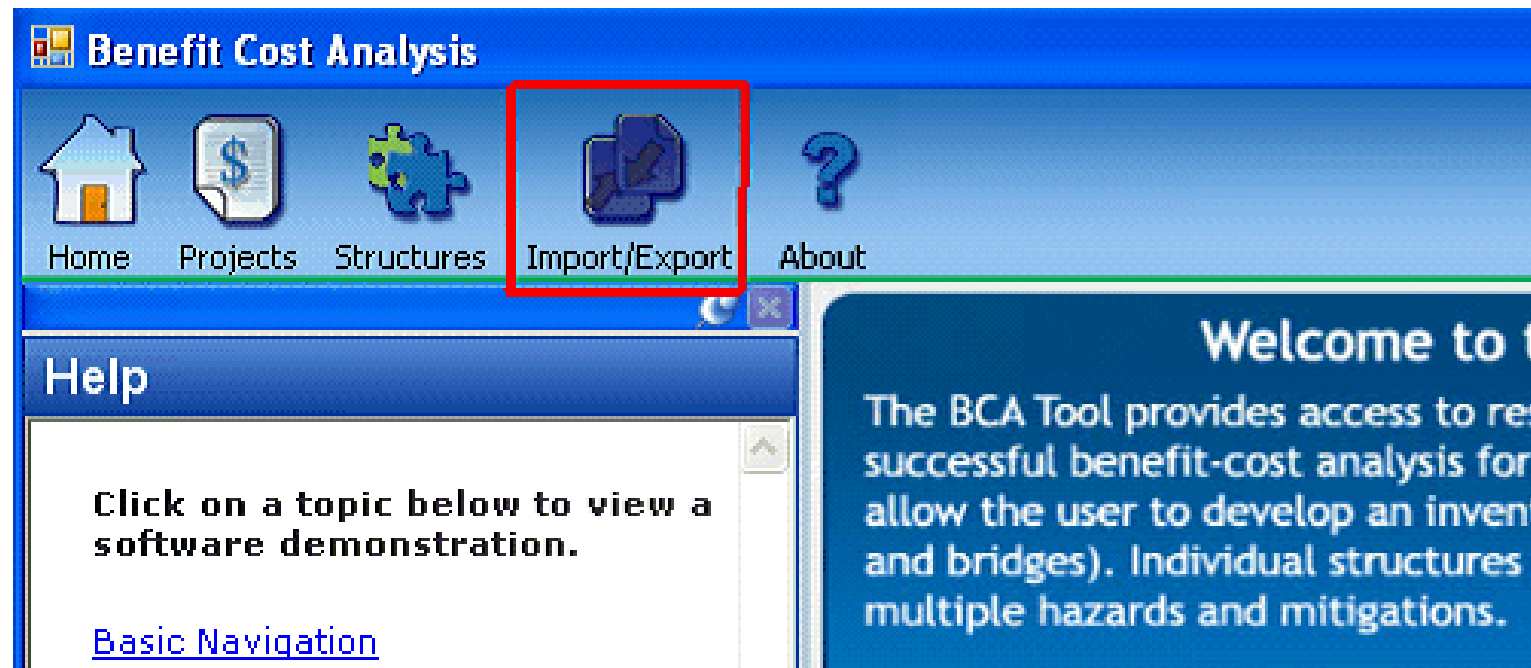 Benefit Cost Analysis
Home Projects Structures Import/Export About
Help
Click on a topic below to view a
software demonstration.
Basic Navigation
Welcome to
The BCA Tool provides access to
successful benefit-cost analysis for
allow the user to develop an
and bridges). Individual structures
multiple hazards and mitigations.